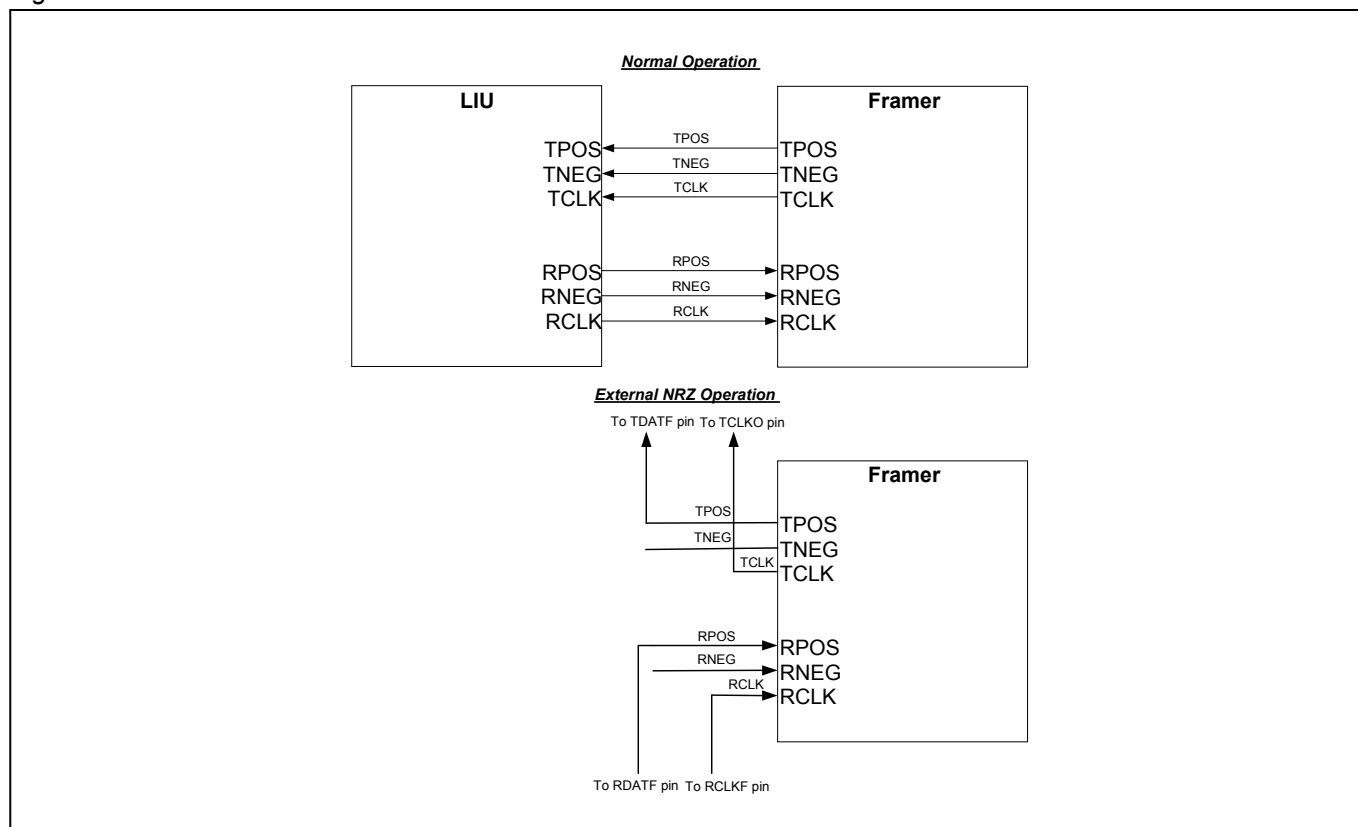 Normal Operation
LIU Framer
TPOS TPOS TPOS
TNEG TNEG TNEG
TCLK TCLK TCLK
RPOS RPOS RPOS
RNEG RNEG RNEG
RCLK RCLK RCLK
External NRZ Operation
To TDATF pin To TCLKO pin
Framer
TPOS TPOS
TNEG TNEG
TCLK TCLK
RPOS RPOS
RNEG RNEG
RCLK RCLK
To RDATF pin To RCLKF pin